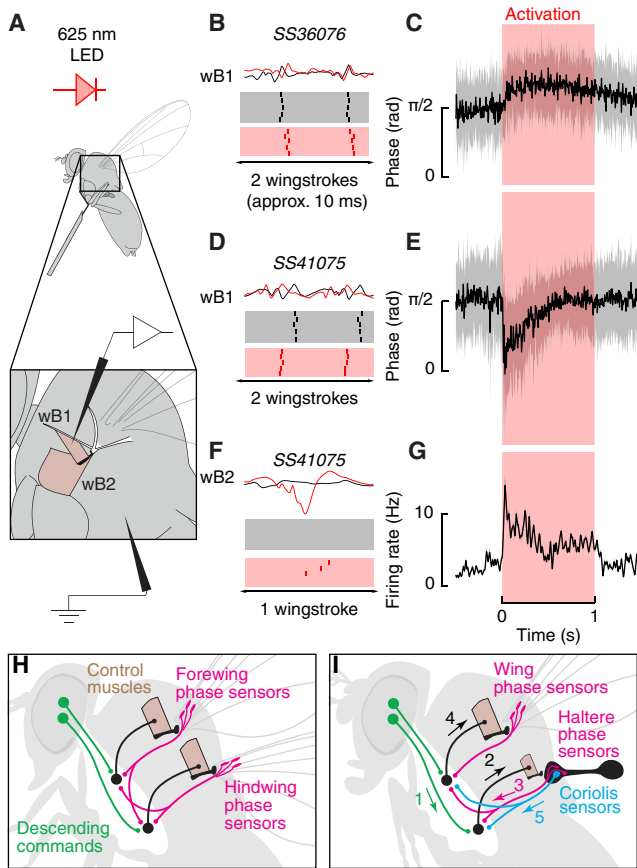 A
625 nm
LED
wB1
wB2
B
SS36076
wB1
2 wingstrokes
(approx. 10 ms)
C
Activation
Phase (rad)
π/2
0
D
SS41075
wB1
2 wingstrokes
E
Phase (rad)
π/2
0
F
SS41075
wB2
1 wingstroke
G
Firing rate (Hz)
10
0
0
1
Time (s)
H
Control
muscles
Forewing
phase sensors
Hindwing
phase
sensors
Descending
commands
I
Wing
phase sensors
Haltere
phase
sensors
Coriolis
sensors
4
2
3
1
5